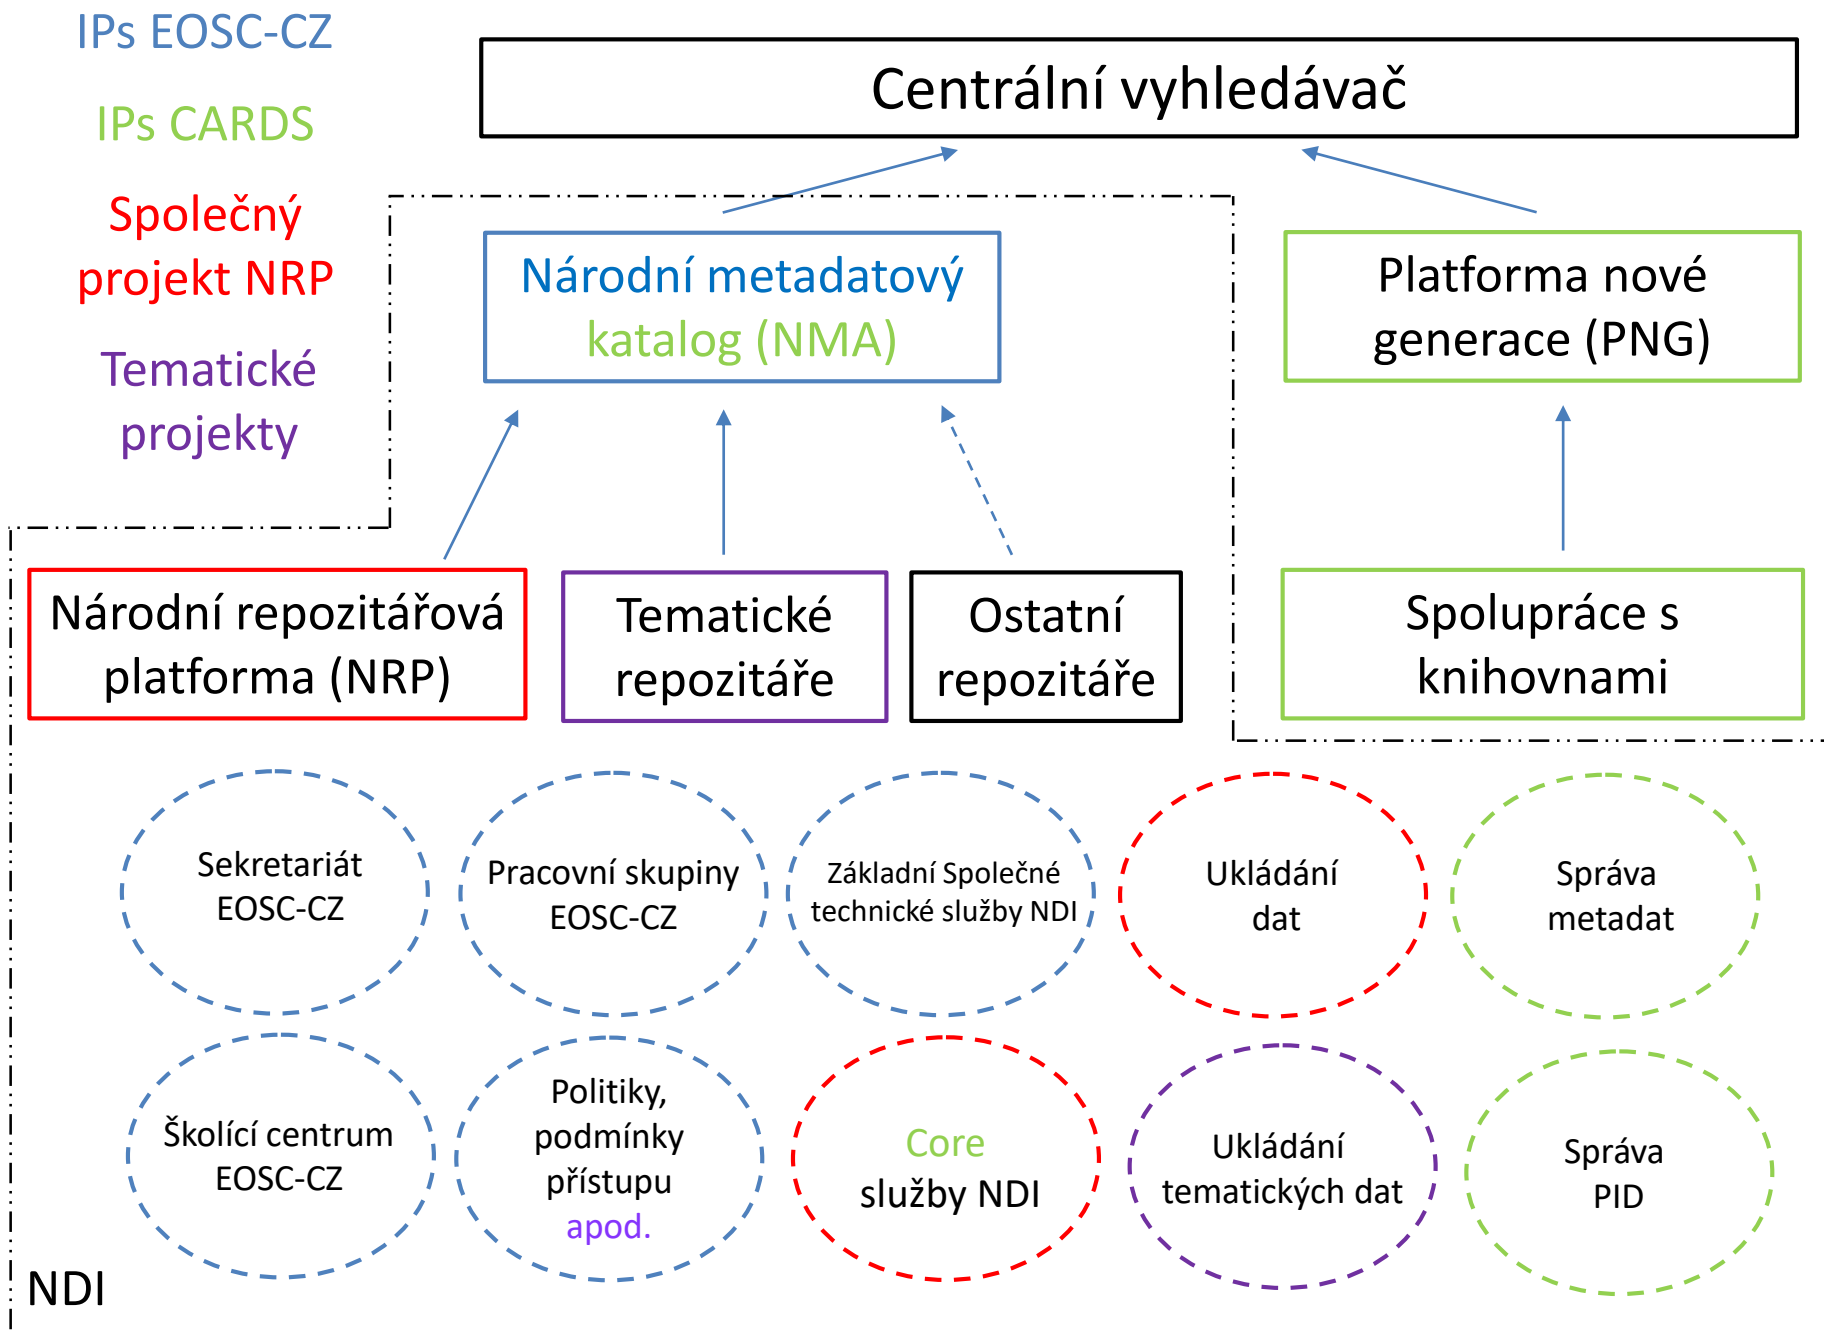 IPs EOSC-CZ
IPs CARDS
Společný
projekt NRP
Tematické
projekty
Centrální vyhledávač
Národní metadatový
katalog (NMA)
Platforma nové
generace (PNG)
Národní repozitářová
platforma (NRP)
Tematické
repozitáře
Ostatní
repozitáře
Spolupráce s
knihovnami
Sekretariát
EOSC-CZ
Pracovní skupiny
EOSC-CZ
Základní Společné
technické služby NDI
Ukládání
dat
Správa
metadat
Školící centrum
EOSC-CZ
Politiky,
podmínky
přístupu
apod.
Core
služby NDI
Ukládání
tematických dat
Správa
PID
NDI